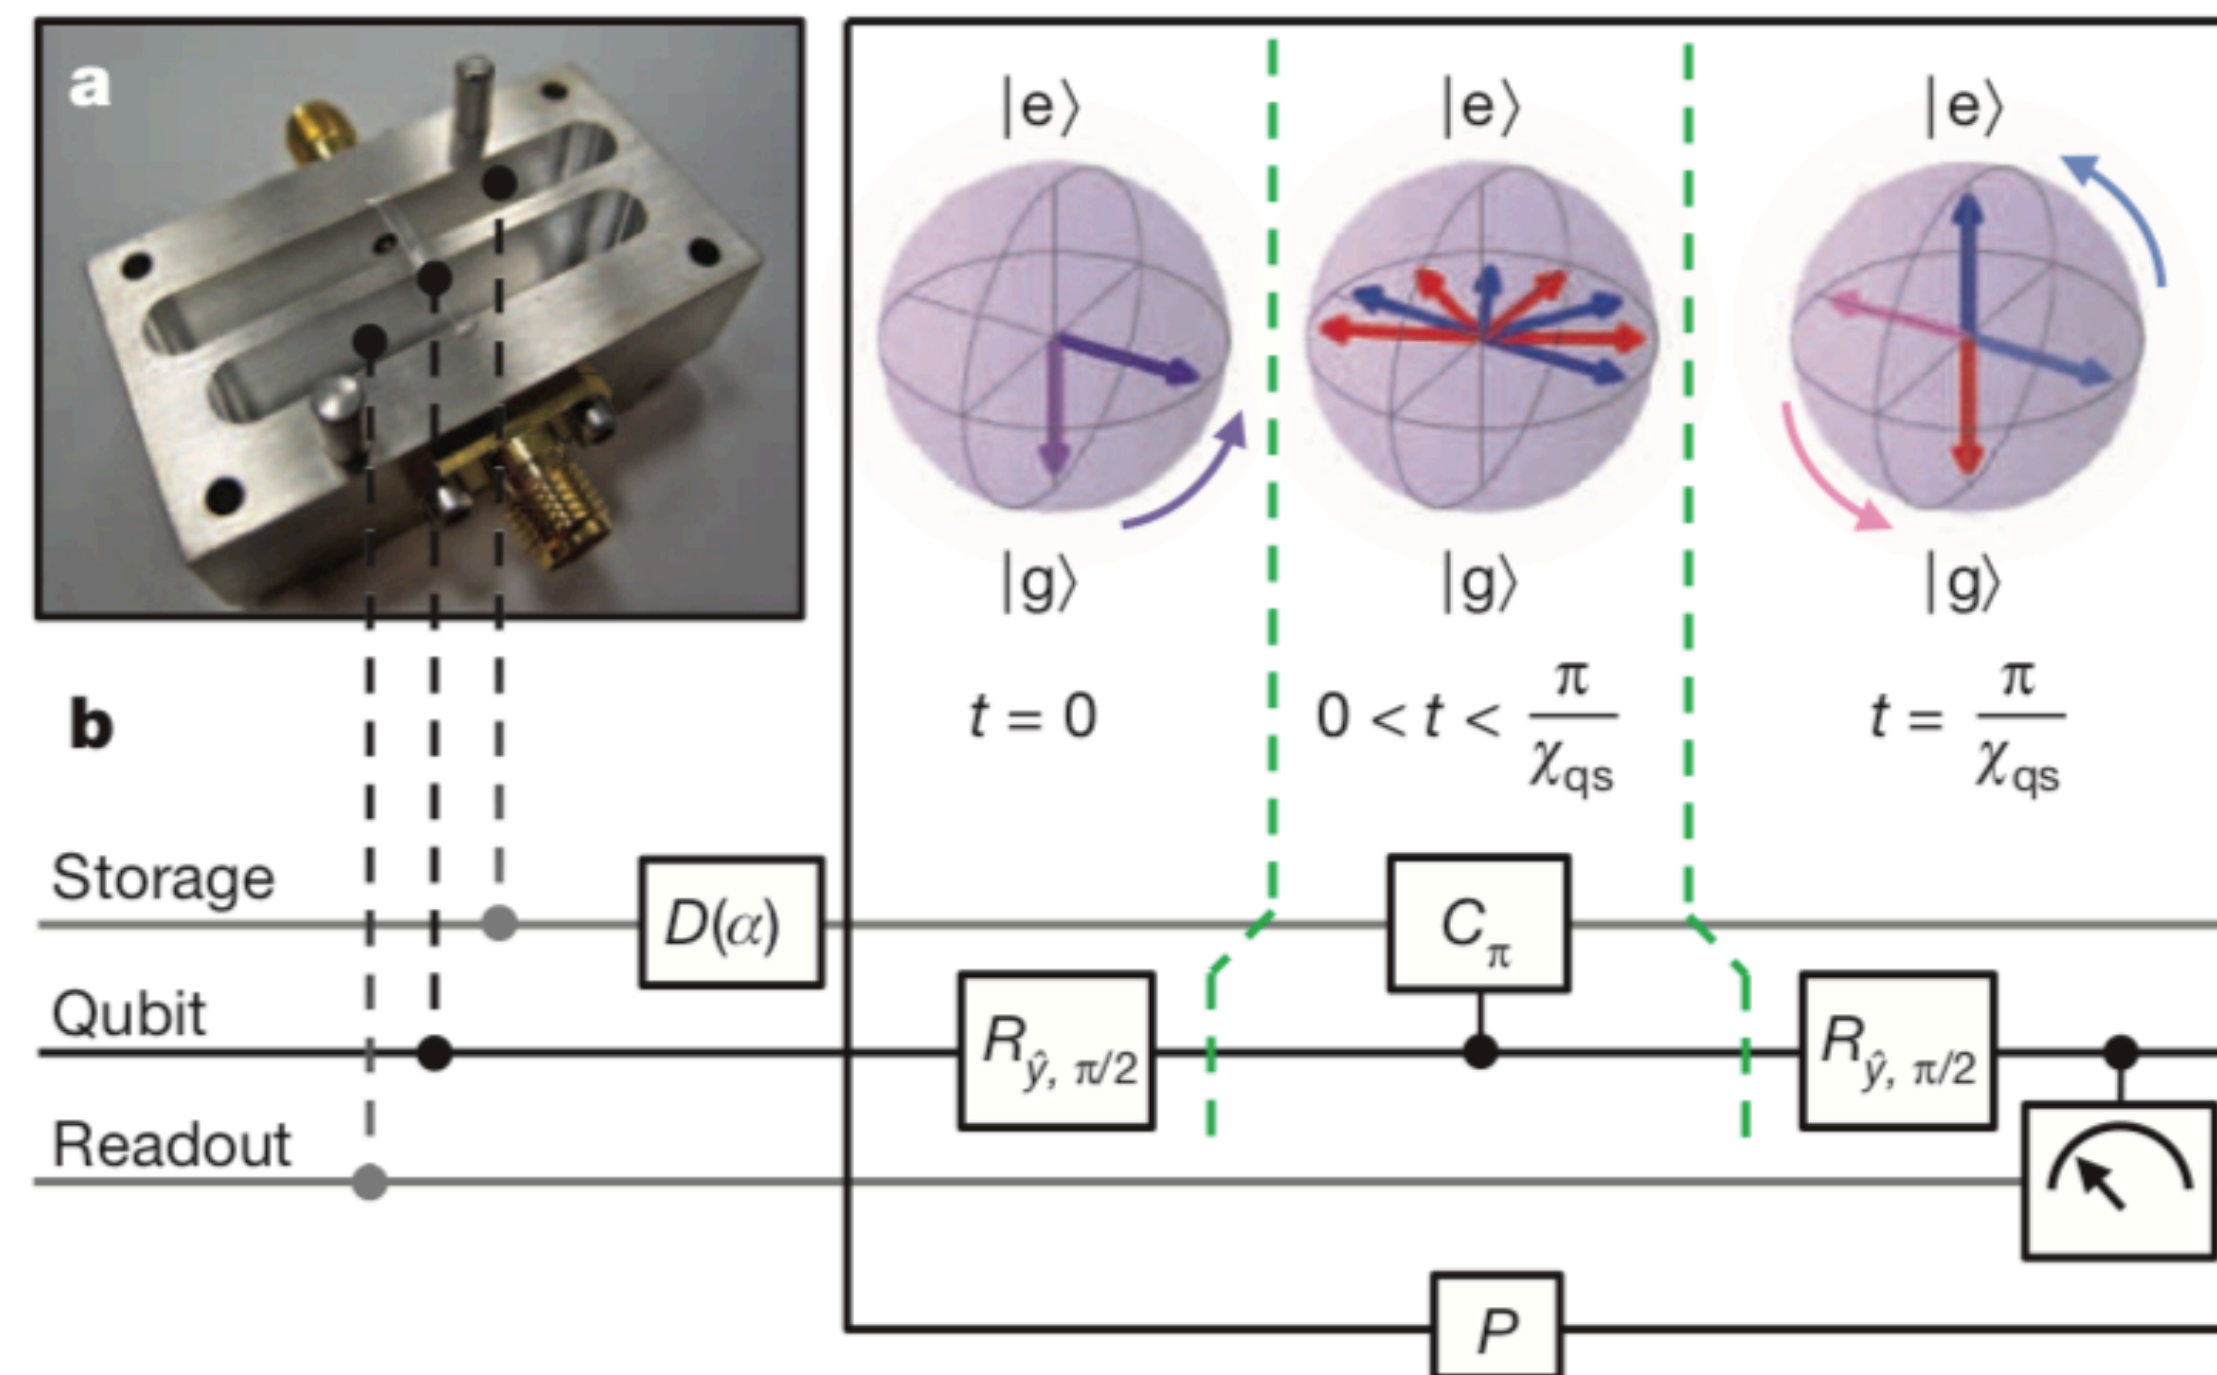 a
|e⟩ |e⟩ |e⟩
|g⟩ |g⟩ |g⟩
t = 0 0 < t < π/χqs t = π/χqs
b
Storage D(α) Cπ
Qubit Rŷ, π/2 Rŷ, π/2
Readout
P